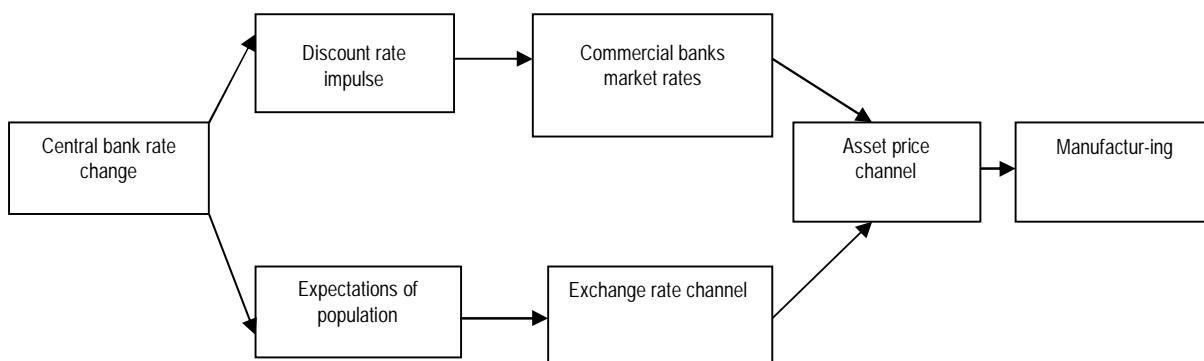 Discount rate
impulse
Commercial banks
market rates
Central bank rate
change
Asset price
channel
Manufactur-ing
Expectations of
population
Exchange rate channel